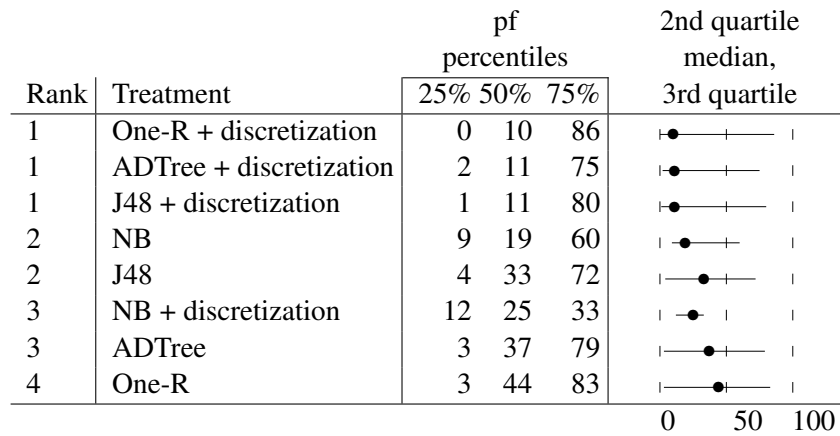 pf 2nd quartile
percentiles median,
Rank Treatment 25% 50% 75% 3rd quartile
1 One-R + discretization 0 10 86
1 ADTree + discretization 2 11 75
1 J48 + discretization 1 11 80
2 NB 9 19 60
2 J48 4 33 72
3 NB + discretization 12 25 33
3 ADTree 3 37 79
4 One-R 3 44 83
0 50 100